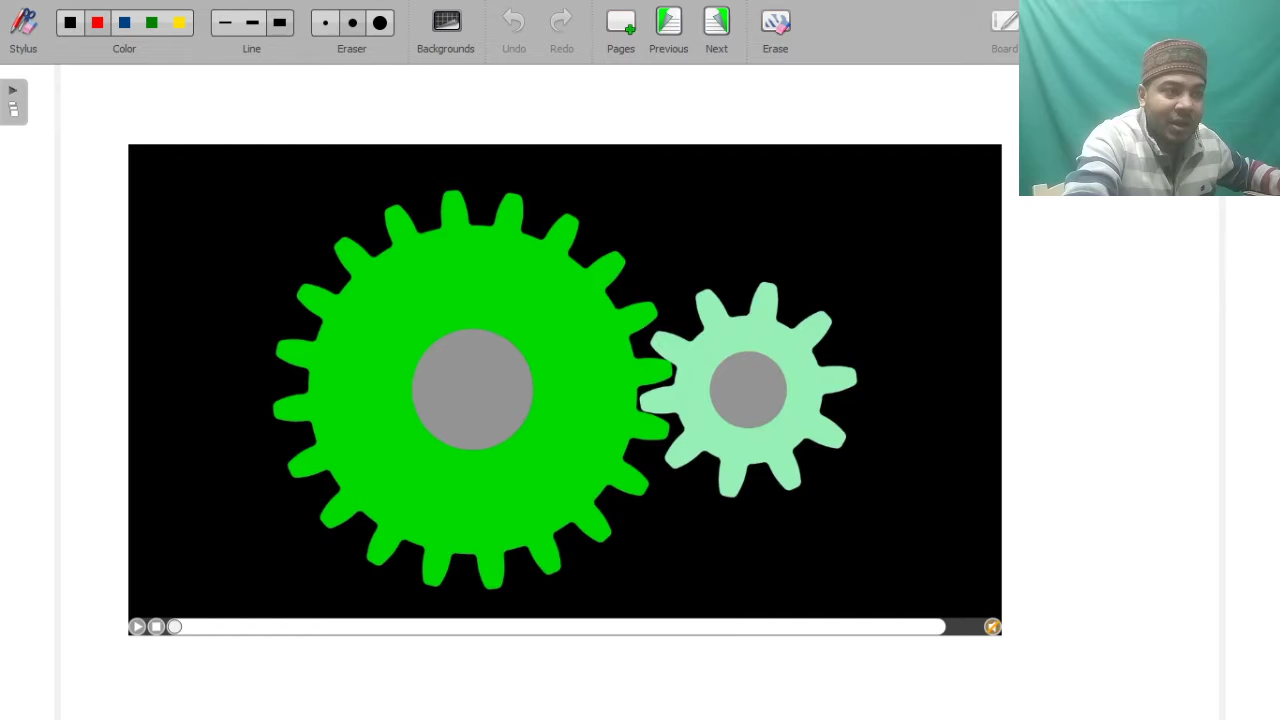 Stylus
Color
Line
Eraser
Backgrounds
Undo
Redo
Pages
Previous
Next
Erase
Board